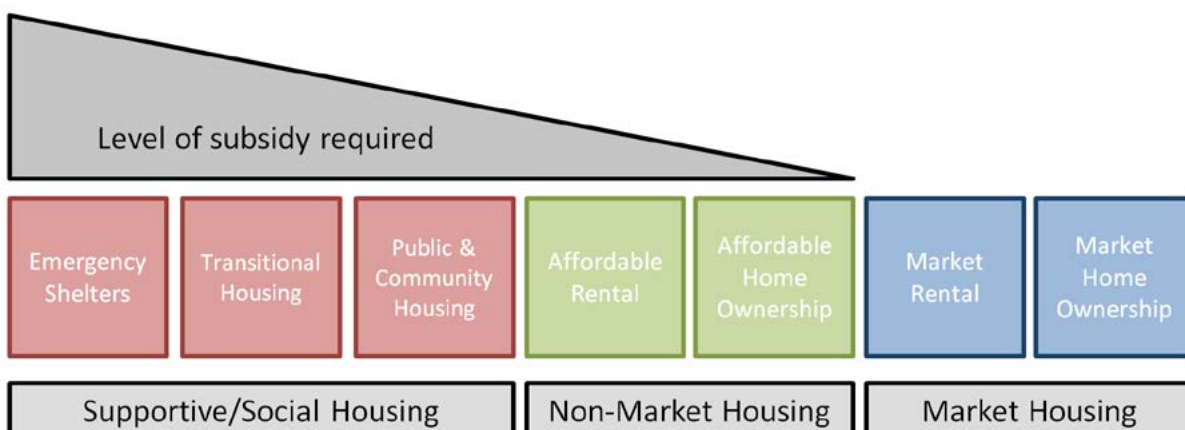 Level of subsidy required
Emergency
Shelters
Transitional
Housing
Public &
Community
Housing
Affordable
Rental
Affordable
Home
Ownership
Market
Rental
Market
Home
Ownership
Supportive/Social Housing
Non-Market Housing
Market Housing